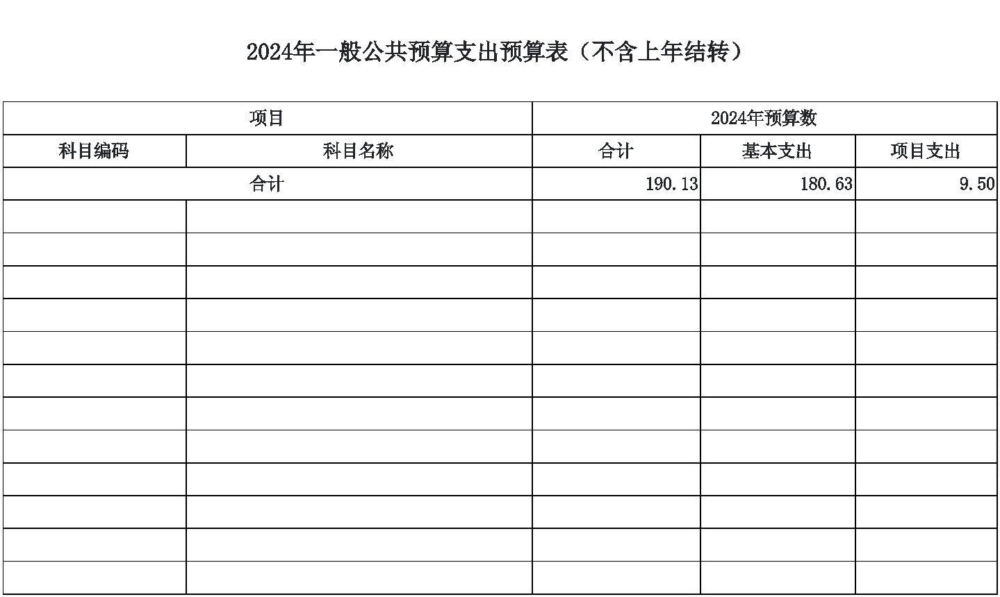 2024年一般公共预算支出预算表（不含上年结转）
项目 2024年预算数
科目编码 科目名称 合计 基本支出 项目支出
合计 190.13 180.63 9.50